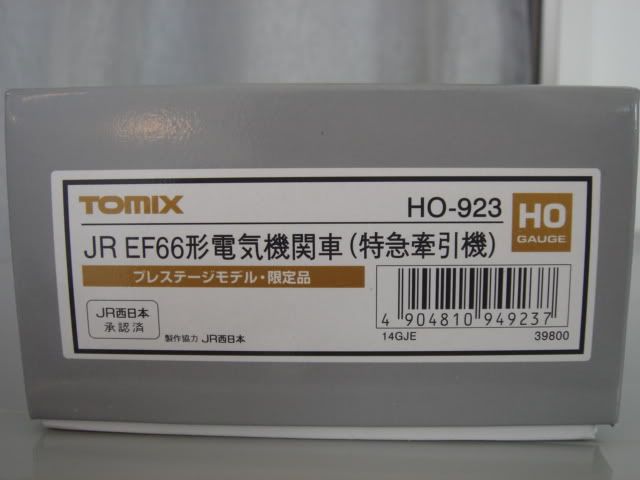 TOMIX
HO-923
HO
GAUGE
JR EF66形電気機関車(特急牽引機)
プレステージモデル・限定品
JR西日本
承認済
製作協力 JR西日本
4 904810 949237
14GJE
39800